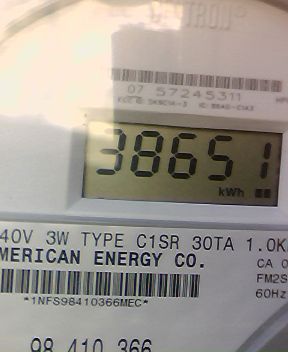 07 57245311
38651
kWh
40V 3W TYPE C1SR 30TA 1.0K
MERICAN ENERGY CO.
CA 0
FM2S
60Hz
*1NFS98410366MEC*
98 410 366